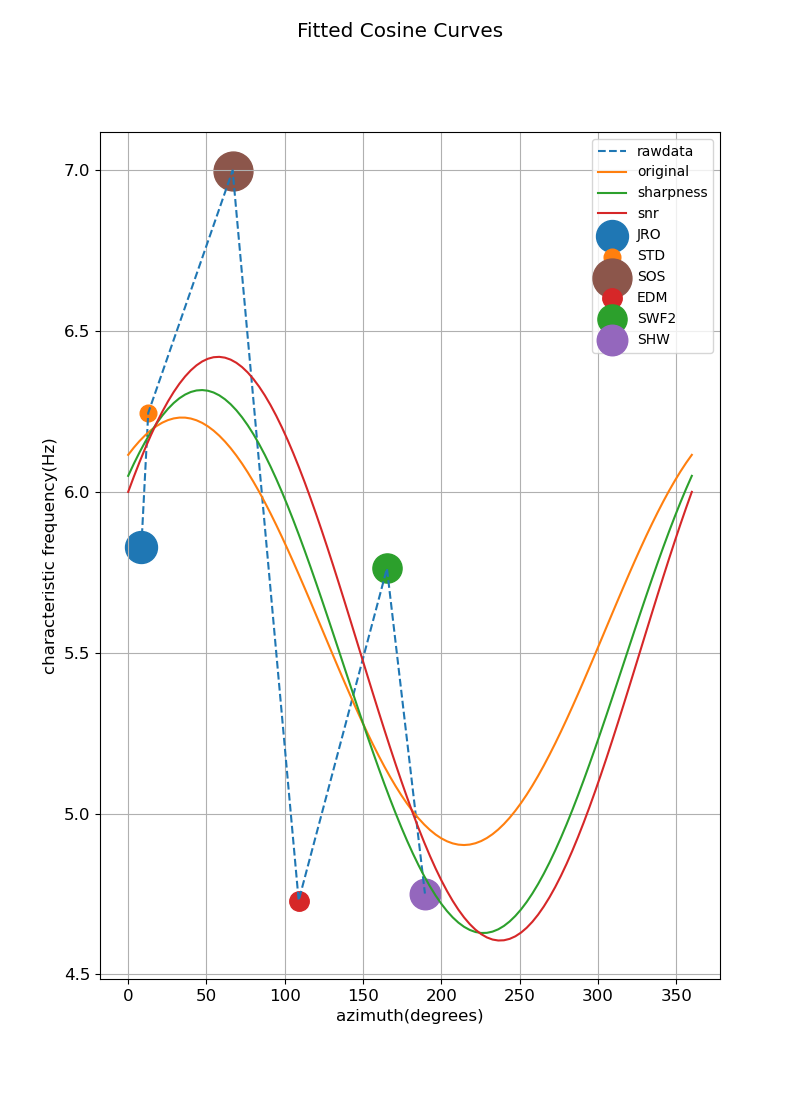 Fitted Cosine Curves
7.0
6.5
6.0
5.5
5.0
4.5
characteristic frequency(Hz)
rawdata
original
sharpness
snr
JRO
STD
SOS
EDM
SWF2
SHW
0 50 100 150 200 250 300 350
azimuth(degrees)